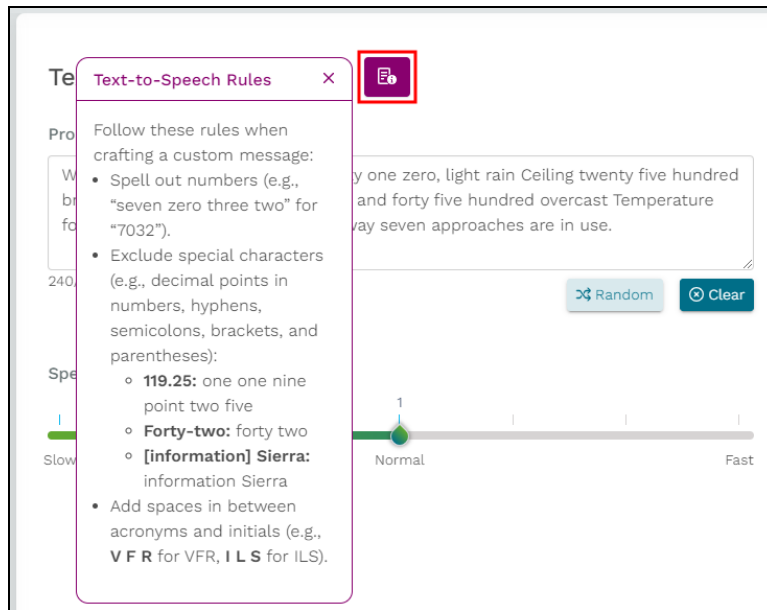 Te
Text-to-Speech Rules
Pro
Follow these rules when
crafting a custom message:
• Spell out numbers (e.g.,
“seven zero three two” for
“7032”).
• Exclude special characters
(e.g., decimal points in
numbers, hyphens,
semicolons, brackets, and
parentheses):
119.25: one one nine
point two five
Forty-two: forty two
[information] Sierra:
information Sierra
• Add spaces in between
acronyms and initials (e.g.,
V F R for VFR, I L S for ILS).
W
y one zero, light rain Ceiling twenty five hundred
br
and forty five hundred overcast Temperature
fo
way seven approaches are in use.
240,
Random
Clear
Spe
1
Slow
Normal
Fast